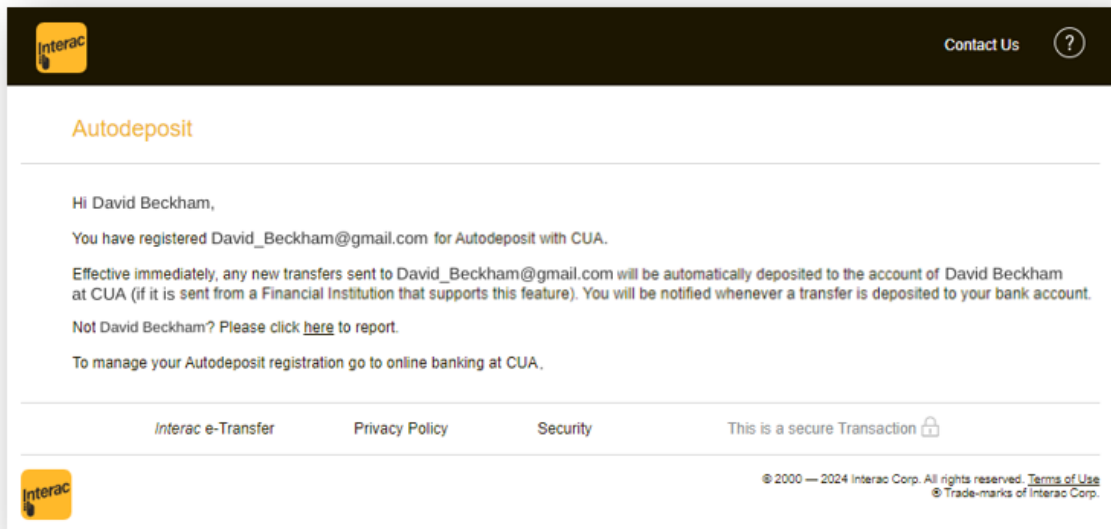 Interac
Contact Us ?
Autodeposit
Hi David Beckham,
You have registered David_Beckham@gmail.com for Autodeposit with CUA.
Effective immediately, any new transfers sent to David_Beckham@gmail.com will be automatically deposited to the account of David Beckham
at CUA (if it is sent from a Financial Institution that supports this feature). You will be notified whenever a transfer is deposited to your bank account.
Not David Beckham? Please click here to report.
To manage your Autodeposit registration go to online banking at CUA.
Interac e-Transfer Privacy Policy Security This is a secure Transaction
Interac
© 2000 — 2024 Interac Corp. All rights reserved. Terms of Use
® Trade-marks of Interac Corp.